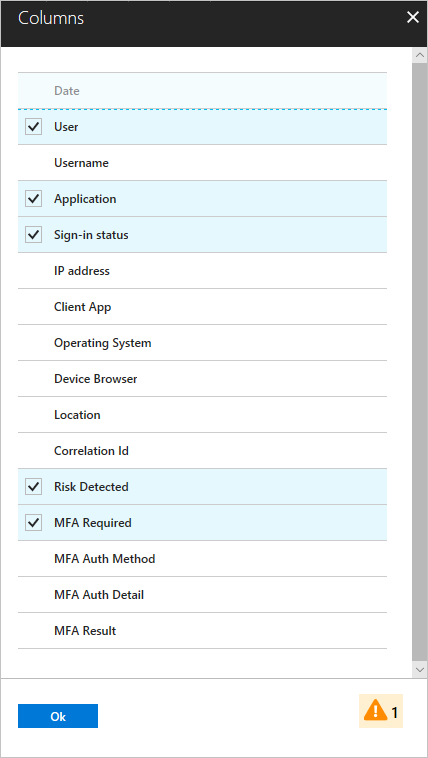 Columns
Date
User
Username
Application
Sign-in status
IP address
Client App
Operating System
Device Browser
Location
Correlation Id
Risk Detected
MFA Required
MFA Auth Method
MFA Auth Detail
MFA Result
Ok
1